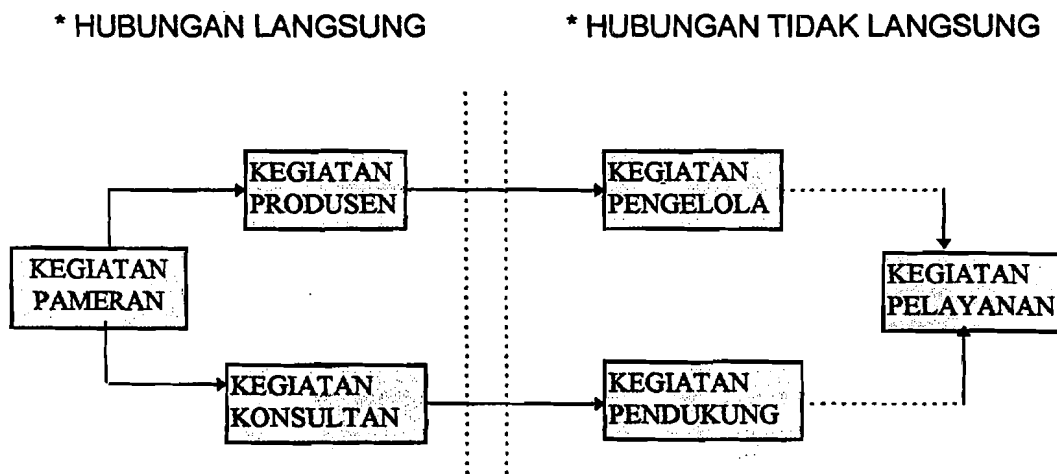 * HUBUNGAN LANGSUNG
* HUBUNGAN TIDAK LANGSUNG
KEGIATAN
PRODUSEN
KEGIATAN
PENGELOLA
KEGIATAN
PAMERAN
KEGIATAN
PELAYANAN
KEGIATAN
KONSULTAN
KEGIATAN
PENDUKUNG